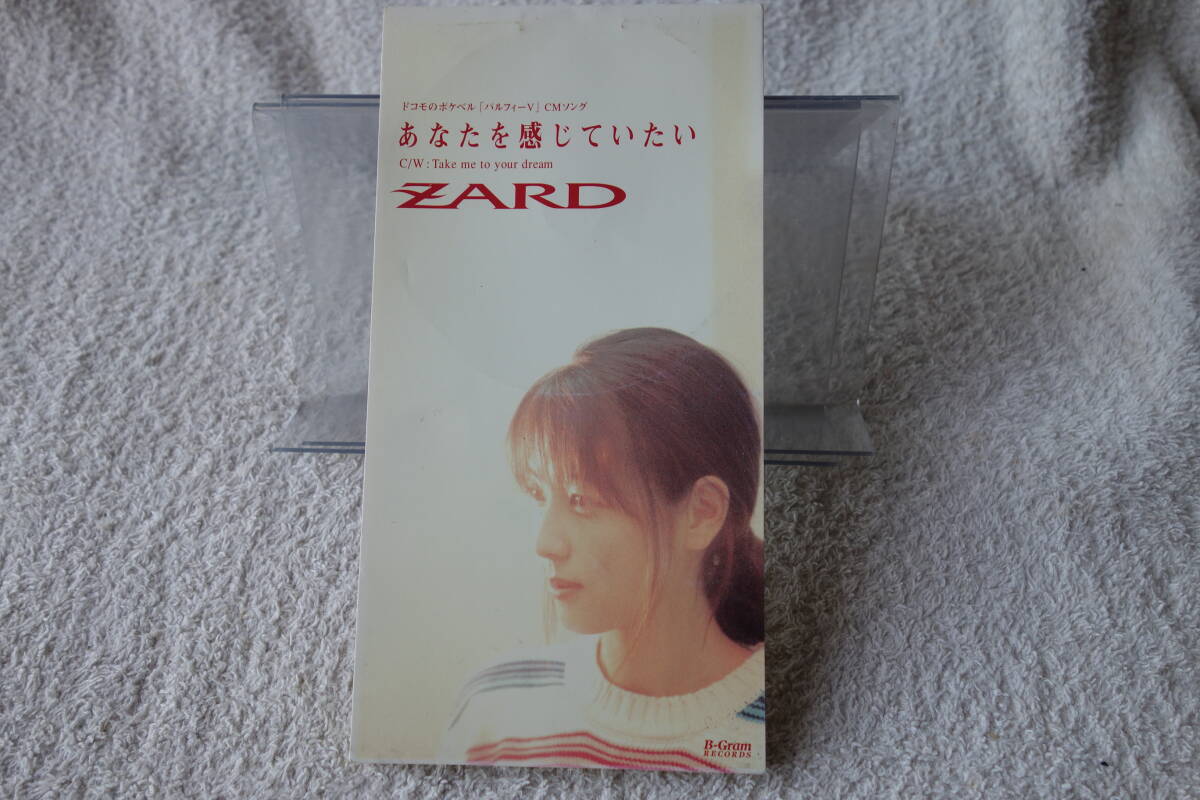 ドコモのポケベル「パルフィーV」CMソング
あなたを感じていたい
C/W : Take me to your dream
ZARD
B-Gram
RECORDS